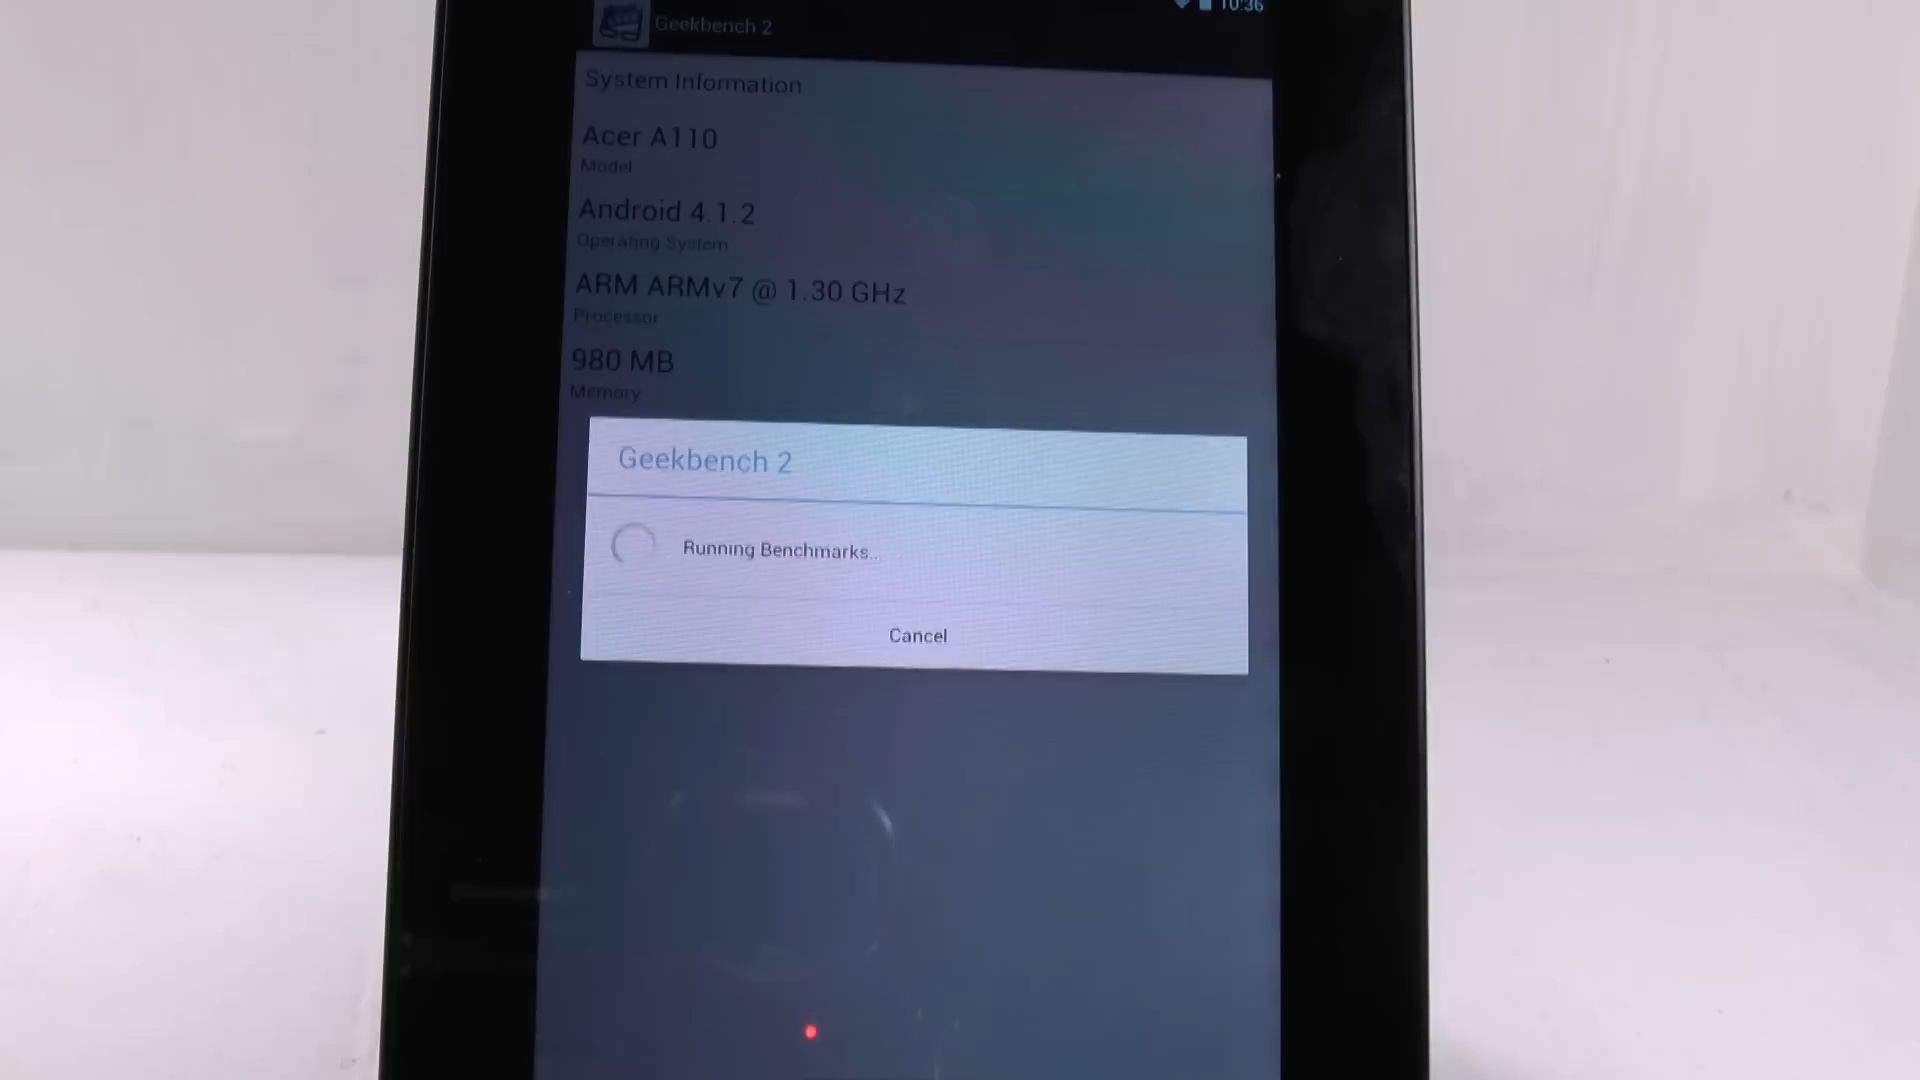 10:36
Geekbench 2
System Information
Acer A110
Model
Android 4.1.2
Operating System
ARM ARMv7 @ 1.30 GHz
Processor
980 MB
Memory
Geekbench 2
Running Benchmarks...
Cancel